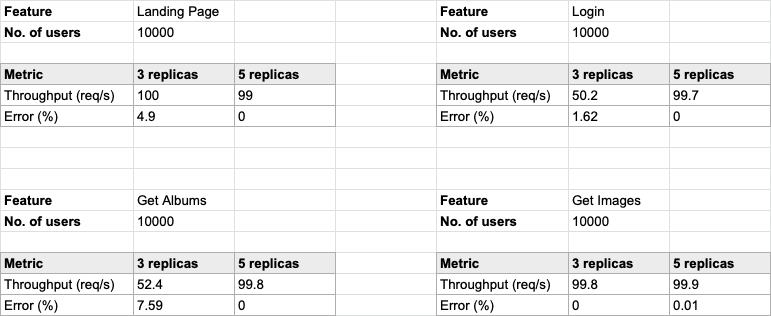 Feature Landing Page
No. of users 10000
Metric 3 replicas 5 replicas
Throughput (req/s) 100 99
Error (%) 4.9 0
Feature Login
No. of users 10000
Metric 3 replicas 5 replicas
Throughput (req/s) 50.2 99.7
Error (%) 1.62 0
Feature Get Albums
No. of users 10000
Metric 3 replicas 5 replicas
Throughput (req/s) 52.4 99.8
Error (%) 7.59 0
Feature Get Images
No. of users 10000
Metric 3 replicas 5 replicas
Throughput (req/s) 99.8 99.9
Error (%) 0 0.01